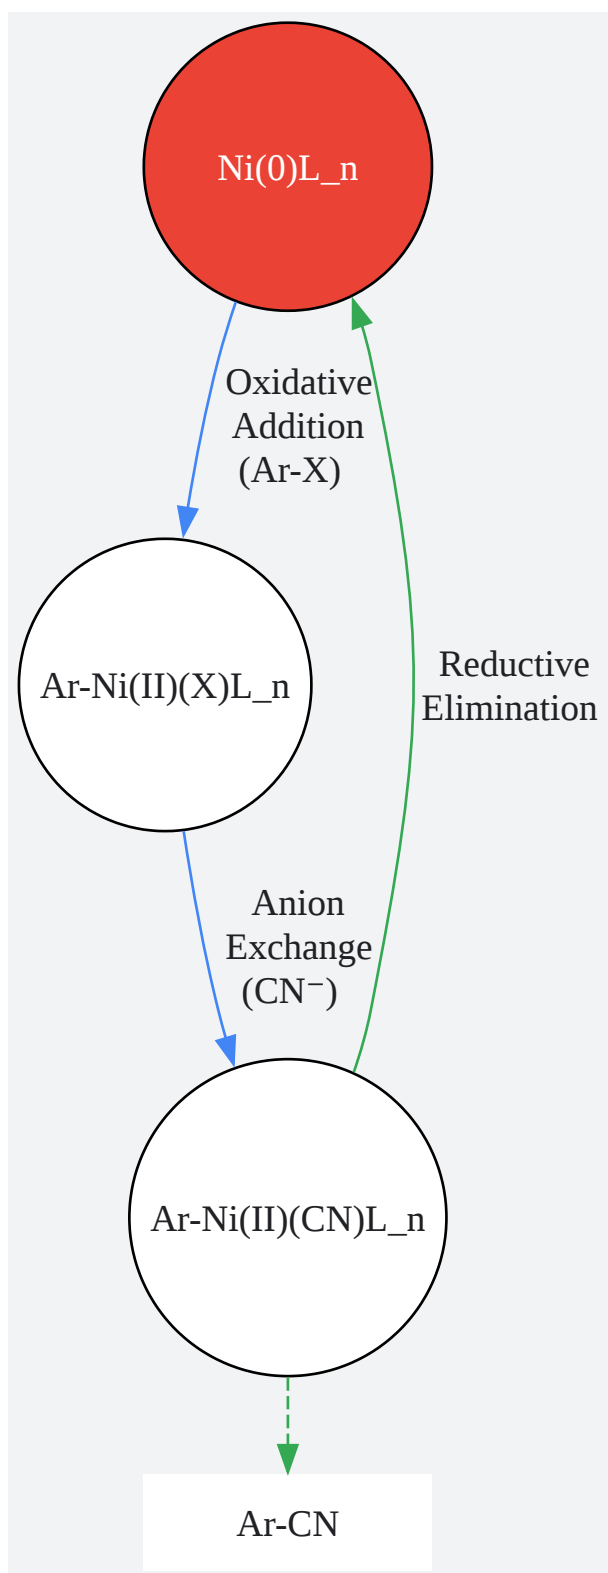 Ni(0)L_n
Oxidative
Addition
(Ar-X)
Ar-Ni(II)(X)L_n
Reductive
Elimination
Anion
Exchange
(CN⁻)
Ar-Ni(II)(CN)L_n
Ar-CN